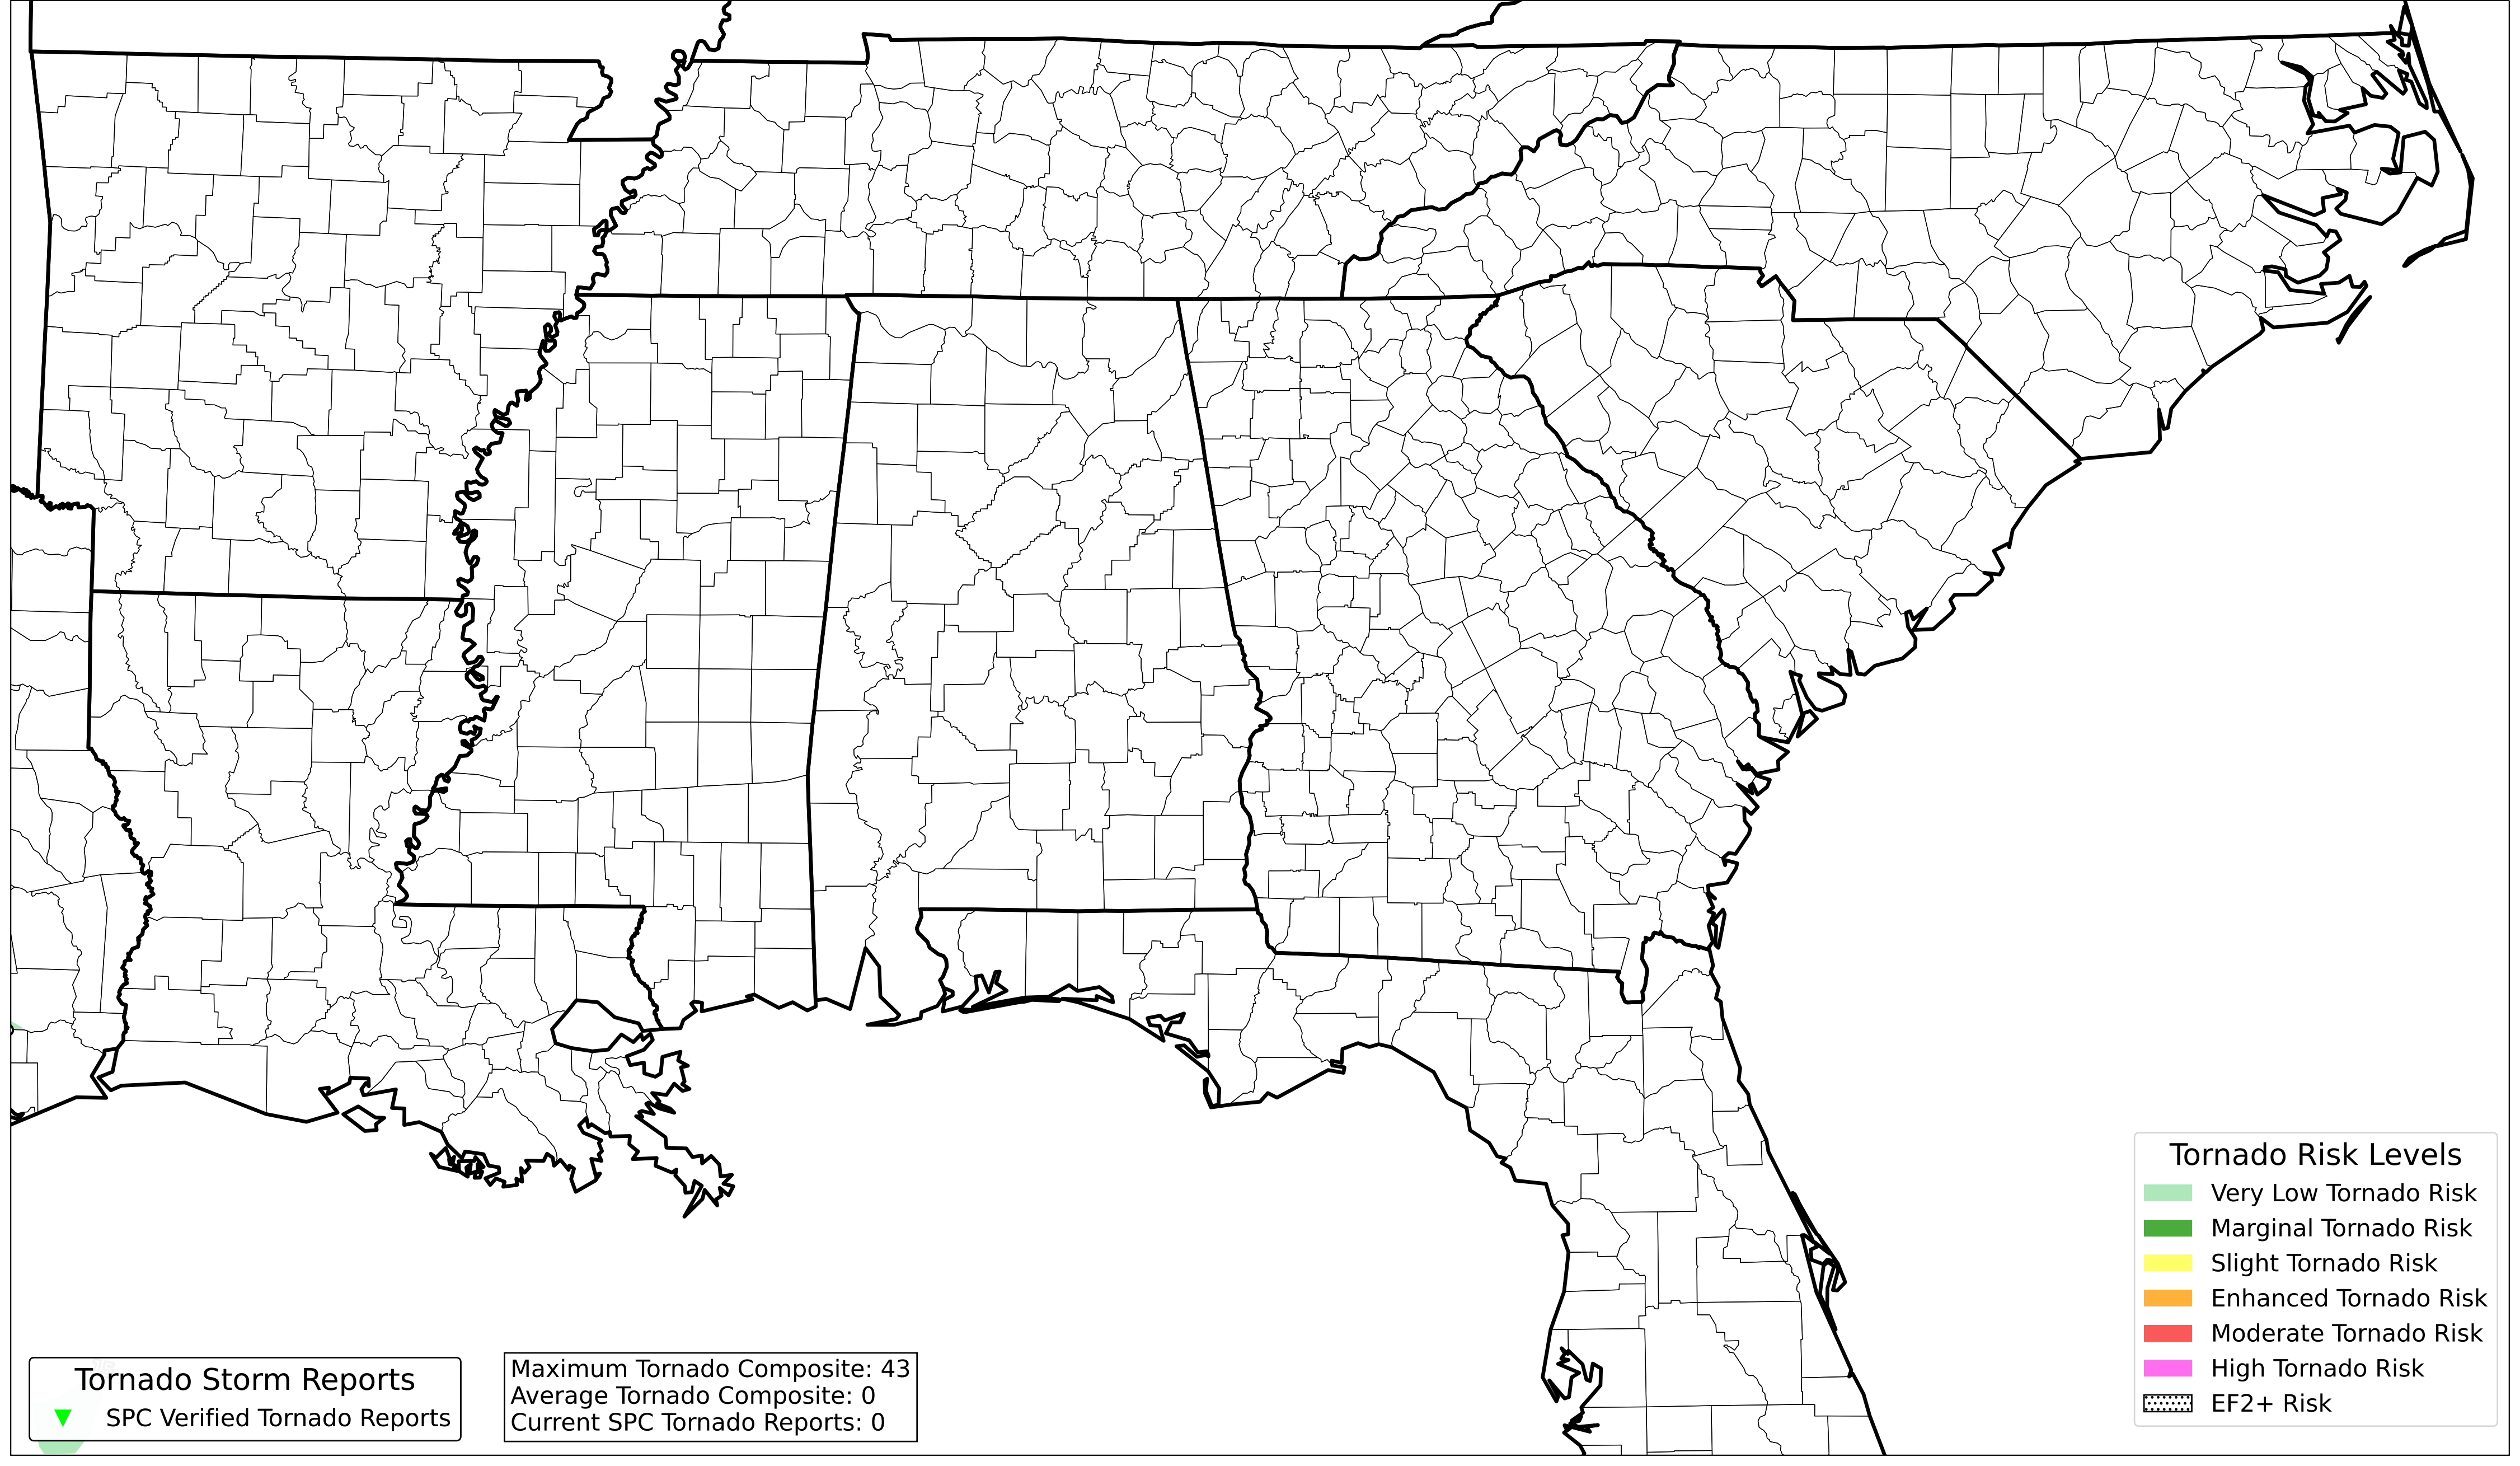 Tornado Risk Levels
Very Low Tornado Risk
Marginal Tornado Risk
Slight Tornado Risk
Enhanced Tornado Risk
Moderate Tornado Risk
High Tornado Risk
EF2+ Risk
Tornado Storm Reports
SPC Verified Tornado Reports
Maximum Tornado Composite: 43
Average Tornado Composite: 0
Current SPC Tornado Reports: 0